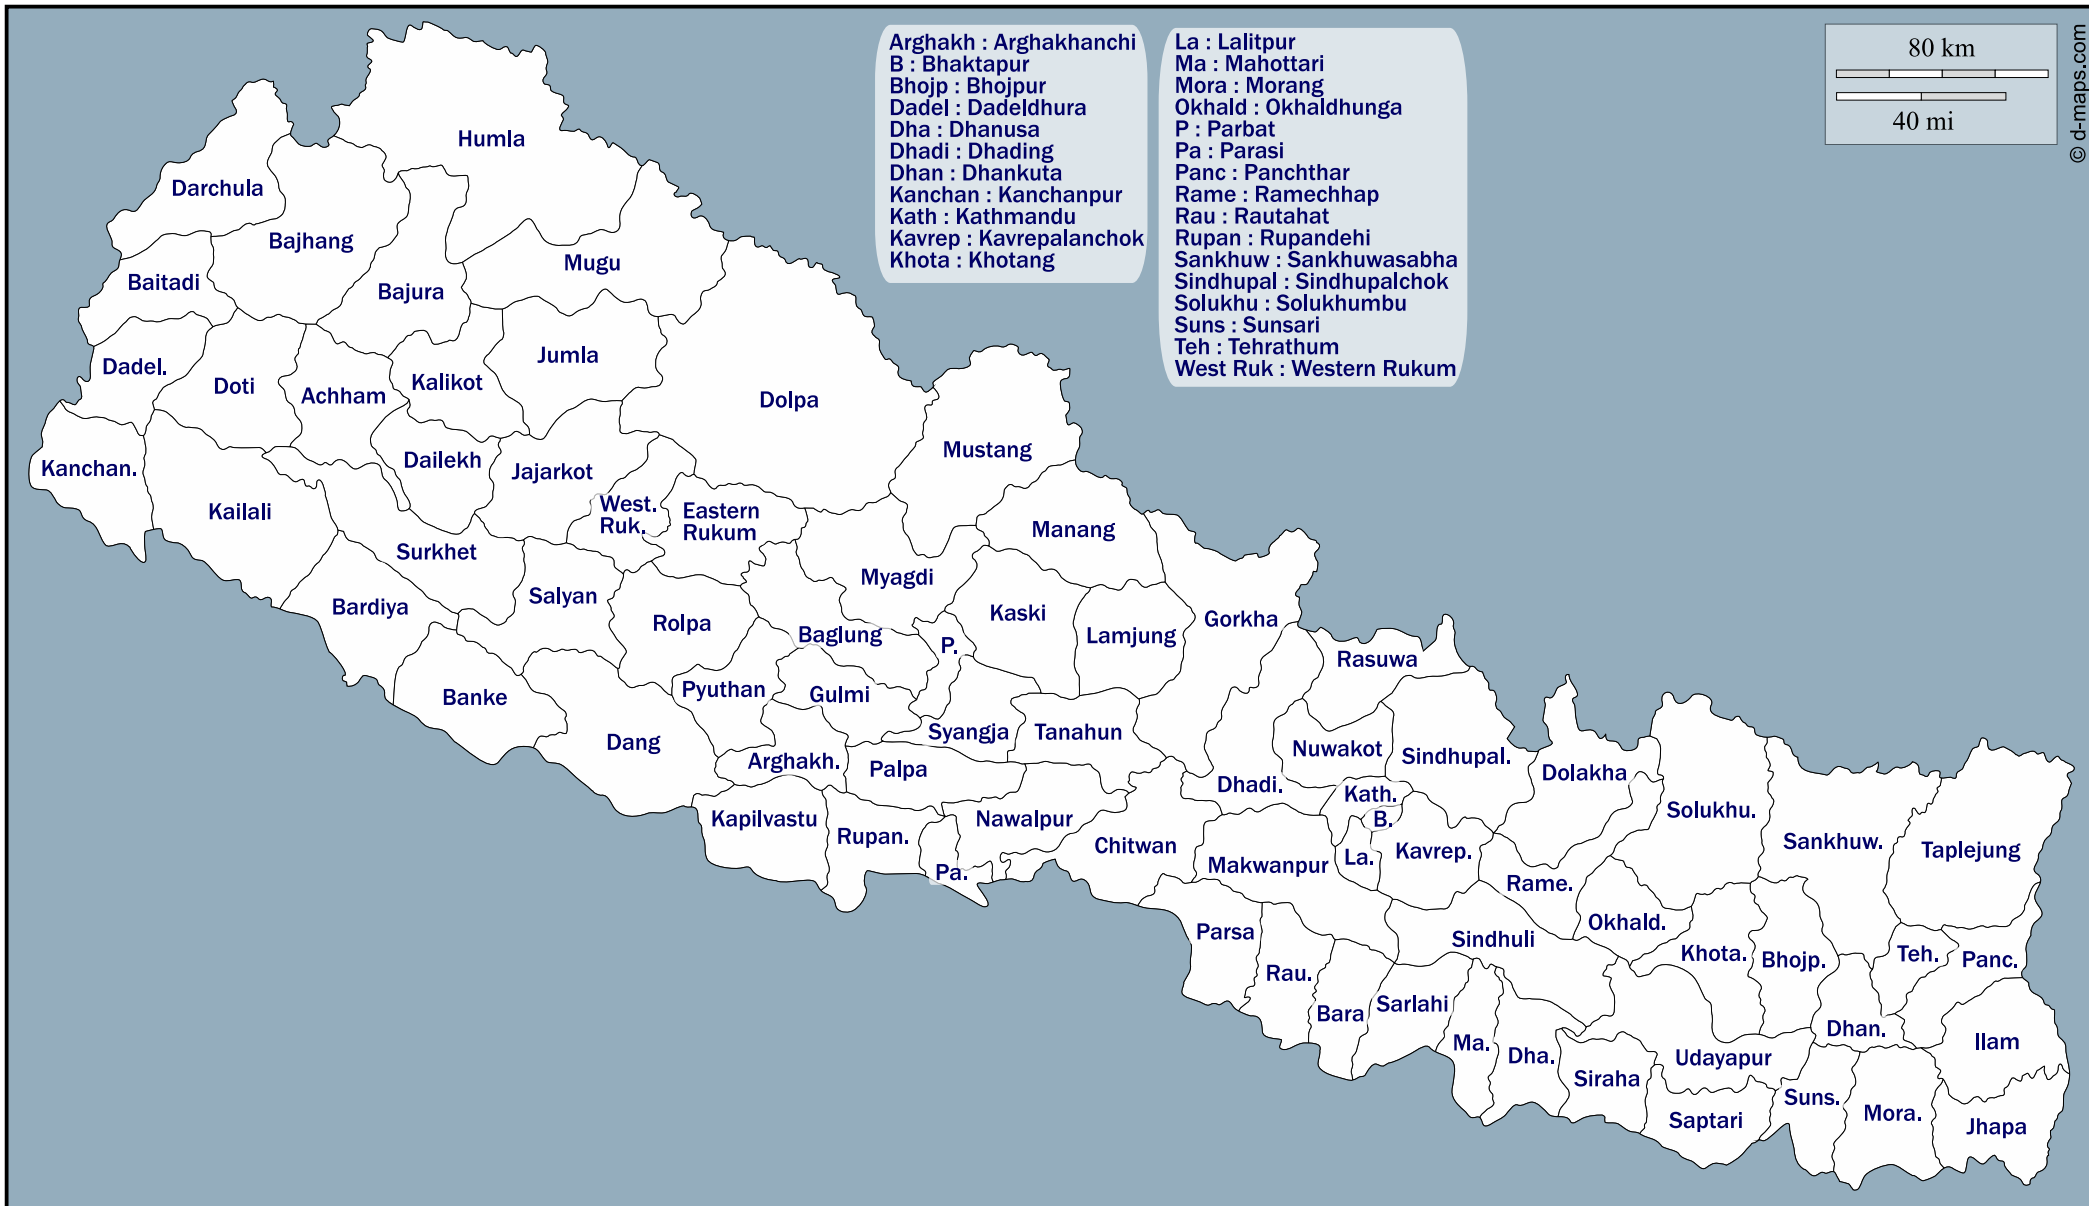 Arghakh : Arghakhanchi
B : Bhaktapur
Bhojp : Bhojpur
Dadel : Dadeldhura
Dha : Dhanusa
Dhadi : Dhading
Dhan : Dhankuta
Kanchan : Kanchanpur
Kath : Kathmandu
Kavrep : Kavrepalanchok
Khota : Khotang
La : Lalitpur
Ma : Mahottari
Mora : Morang
Okhald : Okhaldhunga
P : Parbat
Pa : Parasi
Panc : Panchthar
Rame : Ramechhap
Rau : Rautahat
Rupan : Rupandehi
Sankhuw : Sankhuwasabha
Sindhupal : Sindhupalchok
Solukhu : Solukhumbu
Suns : Sunsari
Teh : Tehrathum
West Ruk : Western Rukum
80 km
40 mi
© d-maps.com
Humla
Darchula
Bajhang
Mugu
Baitadi
Bajura
Jumla
Dadel.
Doti
Achham
Kalikot
Dolpa
Mustang
Kanchan.
Dailekh
Jajarkot
Kailali
West.
Ruk.
Eastern
Rukum
Manang
Surkhet
Myagdi
Salyan
Bardiya
Kaski
Gorkha
Rolpa
Baglung
Lamjung
P.
Rasuwa
Pyuthan
Gulmi
Banke
Syangja
Tanahun
Dang
Nuwakot
Sindhupal.
Arghakh.
Palpa
Dolakha
Dhadi.
Kath.
Solukhu.
Kapilvastu
Nawalpur
B.
Rupan.
Chitwan
Sankhuw.
Taplejung
La.
Kavrep.
Makwanpur
Pa.
Rame.
Okhald.
Parsa
Sindhuli
Khota.
Bhojp.
Teh.
Panc.
Rau.
Sarlahi
Bara
Dhan.
Ma.
Ilam
Dha.
Udayapur
Siraha
Suns.
Mora.
Saptari
Jhapa